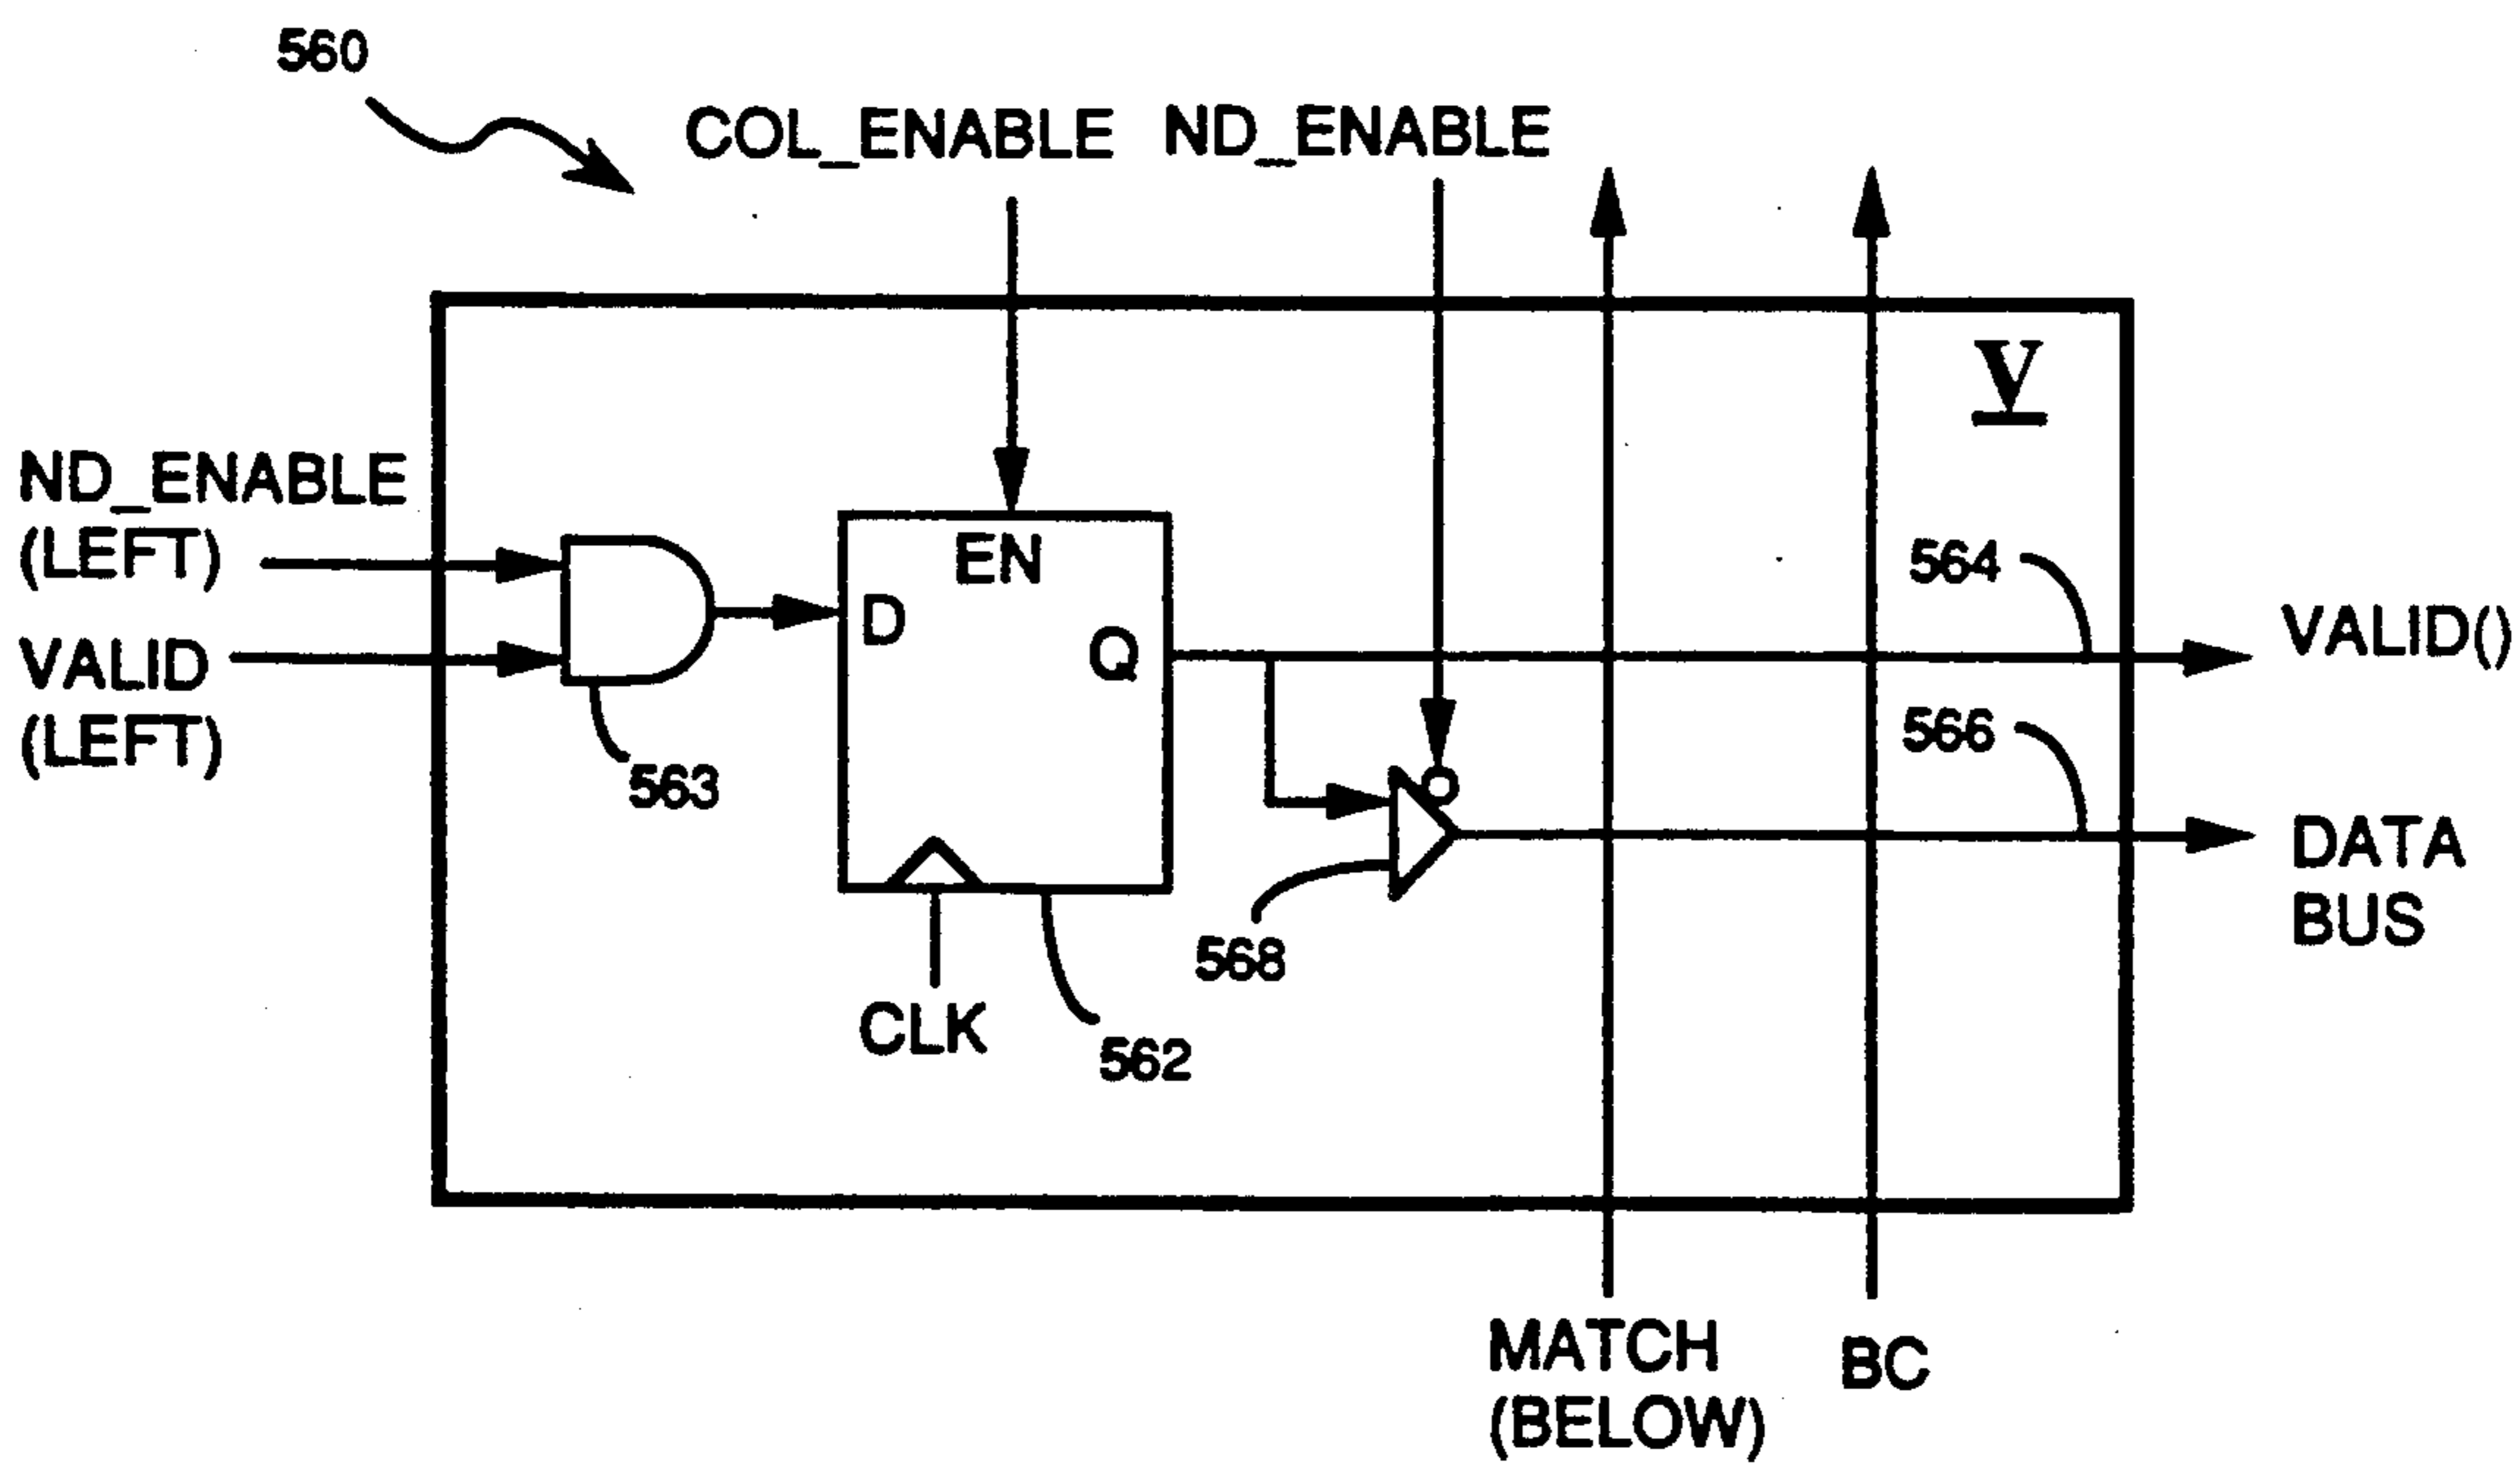 560
COL_ENABLE ND_ENABLE
V
ND_ENABLE
(LEFT)
VALID
(LEFT)
EN
D
Q
563
CLK
562
568
564
VALID()
566
DATA
BUS
MATCH
(BELOW)
BC